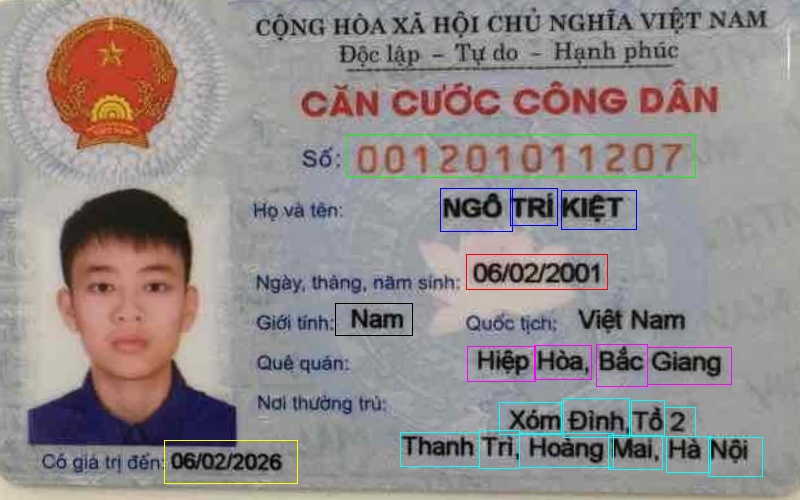 CỘNG HÒA XÃ HỘI CHỦ NGHĨA VIỆT NAM
Độc lập – Tự do – Hạnh phúc
CĂN CƯỚC CÔNG DÂN
Số: 001201011207
Họ và tên: NGÔ TRÍ KIỆT
Ngày, tháng, năm sinh: 06/02/2001
Giới tính: Nam Quốc tịch: Việt Nam
Quê quán: Hiệp Hòa, Bắc Giang
Nơi thường trú: Xóm Đình,Tổ 2
Thanh Trì, Hoàng Mai, Hà Nội
Có giá trị đến: 06/02/2026